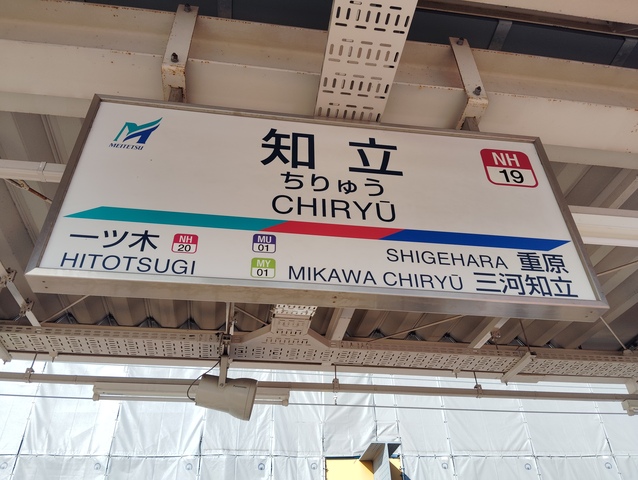 MEITETSU
知立
ちりゅう
CHIRYŪ
NH
19
一ツ木
HITOTSUGI
NH
20
MU
01
MY
01
SHIGEHARA 重原
MIKAWA CHIRYŪ 三河知立